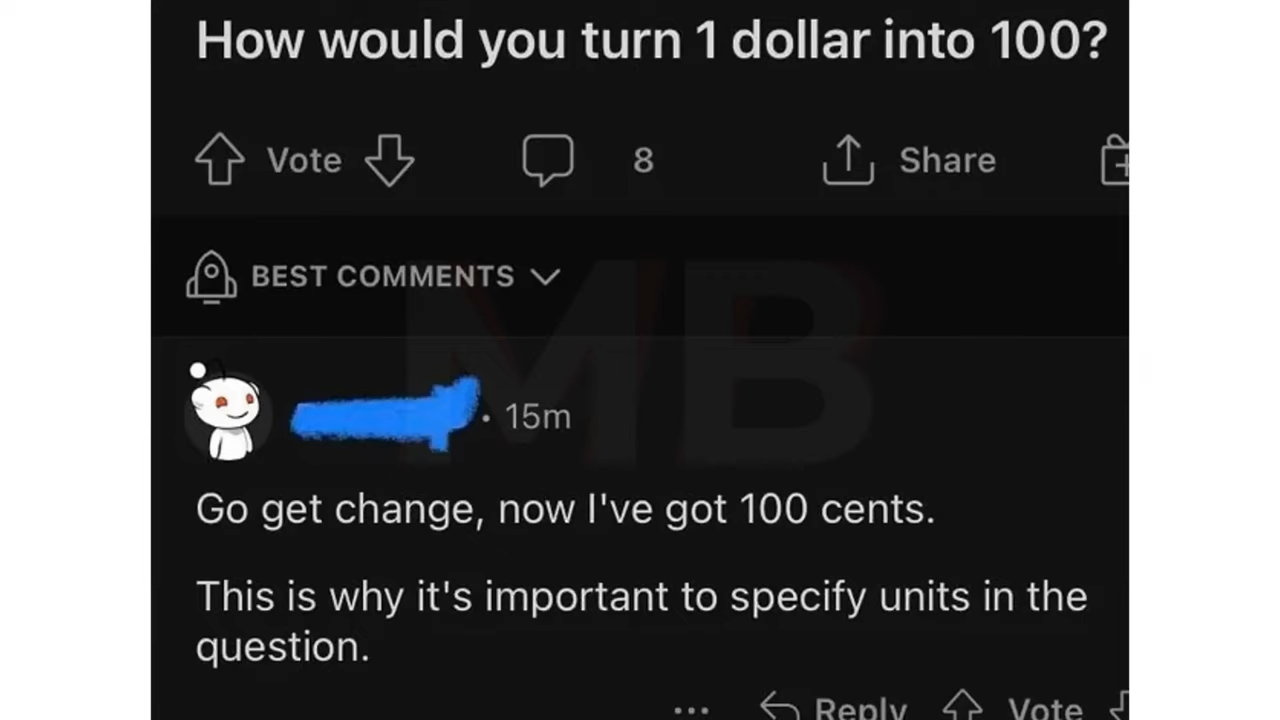 How would you turn 1 dollar into 100?
Vote 8 Share
BEST COMMENTS
MB
· 15m
Go get change, now I've got 100 cents.
This is why it's important to specify units in the
question.
... Reply Vote